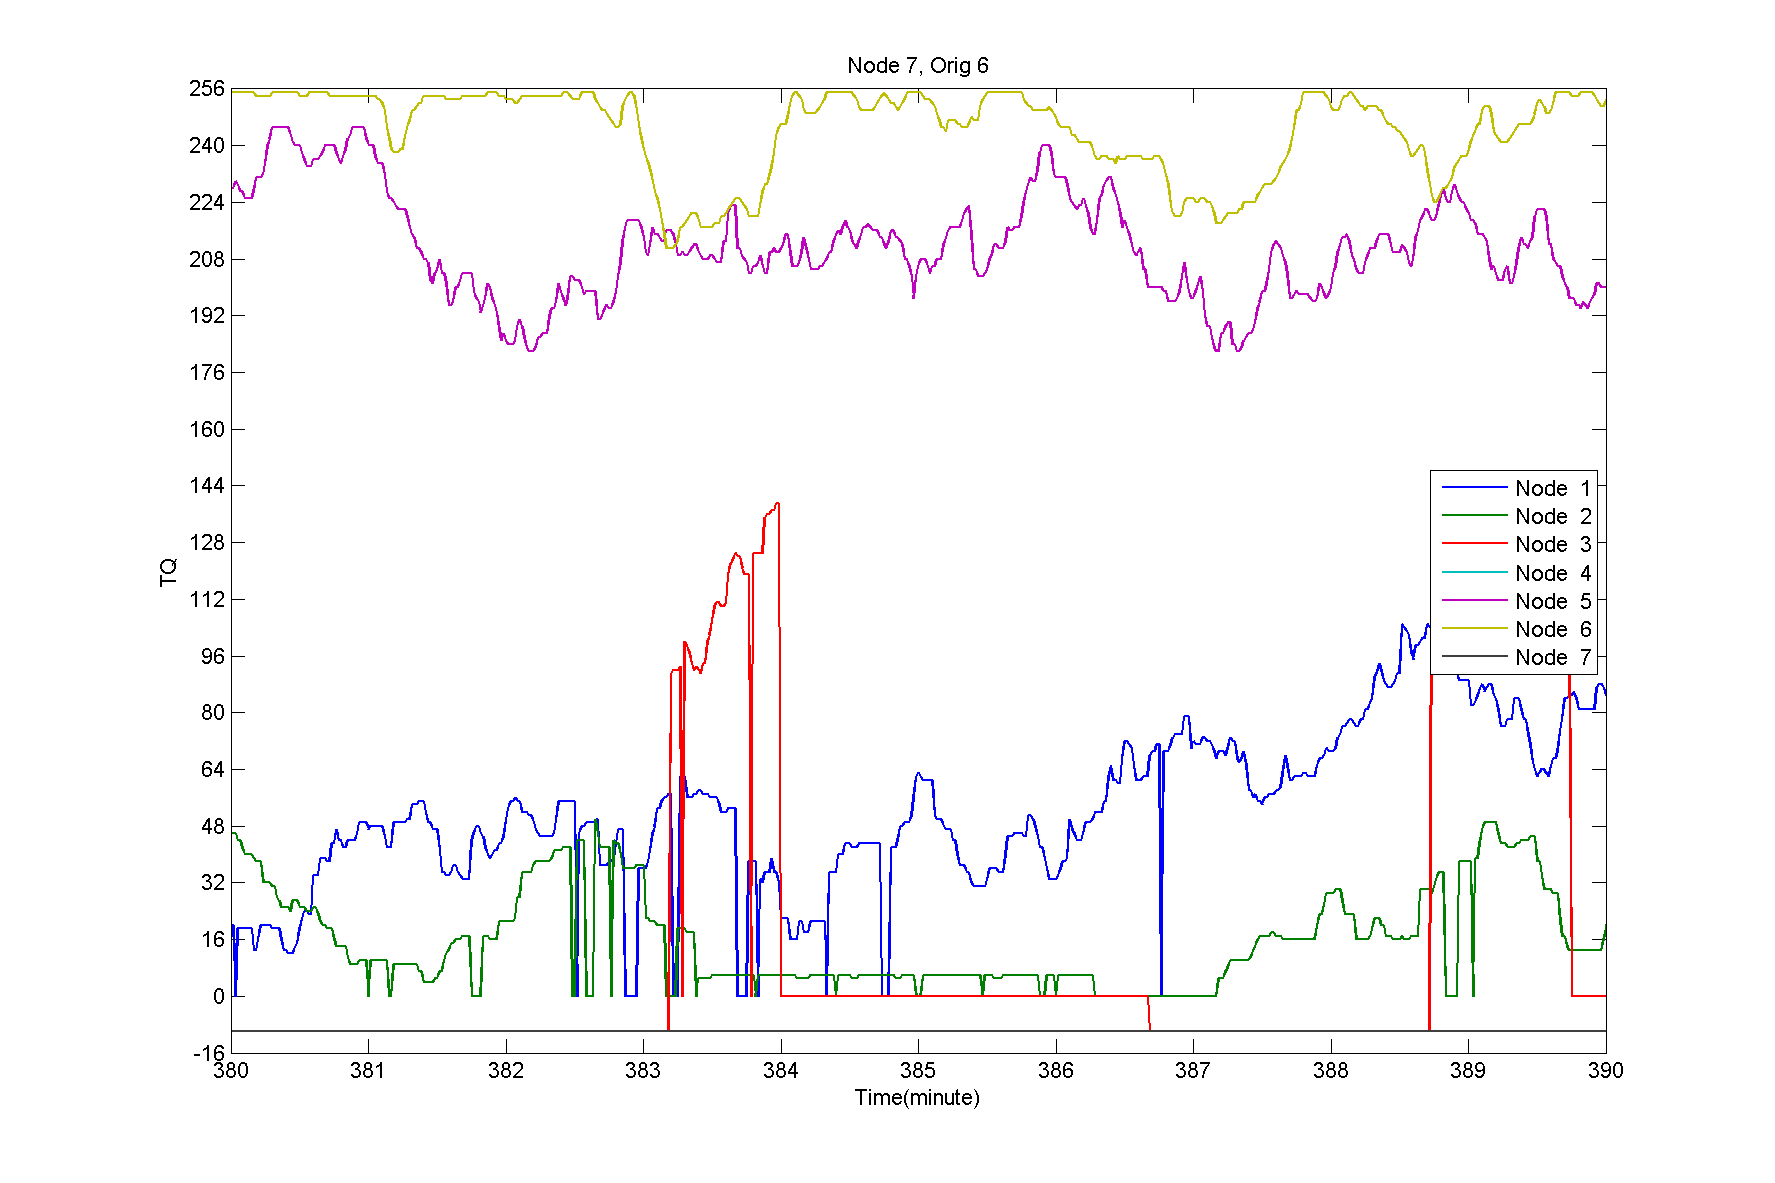 Node 7, Orig 6
256
240
224
208
192
176
160
144
128
112
96
80
64
48
32
16
0
-16
TQ
Node 1
Node 2
Node 3
Node 4
Node 5
Node 6
Node 7
380 381 382 383 384 385 386 387 388 389 390
Time(minute)